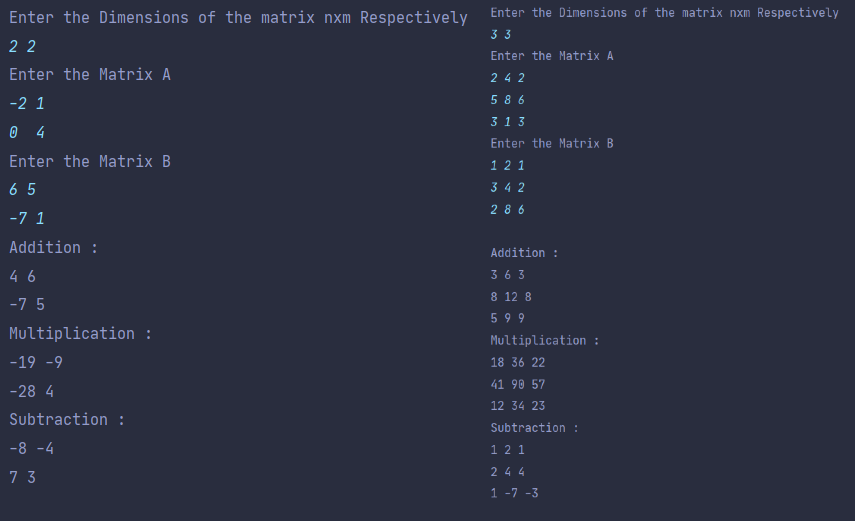 Enter the Dimensions of the matrix nxm Respectively
2 2
Enter the Matrix A
-2 1
0  4
Enter the Matrix B
6 5
-7 1
Addition :
4 6
-7 5
Multiplication :
-19 -9
-28 4
Subtraction :
-8 -4
7 3
Enter the Dimensions of the matrix nxm Respectively
3 3
Enter the Matrix A
2 4 2
5 8 6
3 1 3
Enter the Matrix B
1 2 1
3 4 2
2 8 6
Addition :
3 6 3
8 12 8
5 9 9
Multiplication :
18 36 22
41 90 57
12 34 23
Subtraction :
1 2 1
2 4 4
1 -7 -3